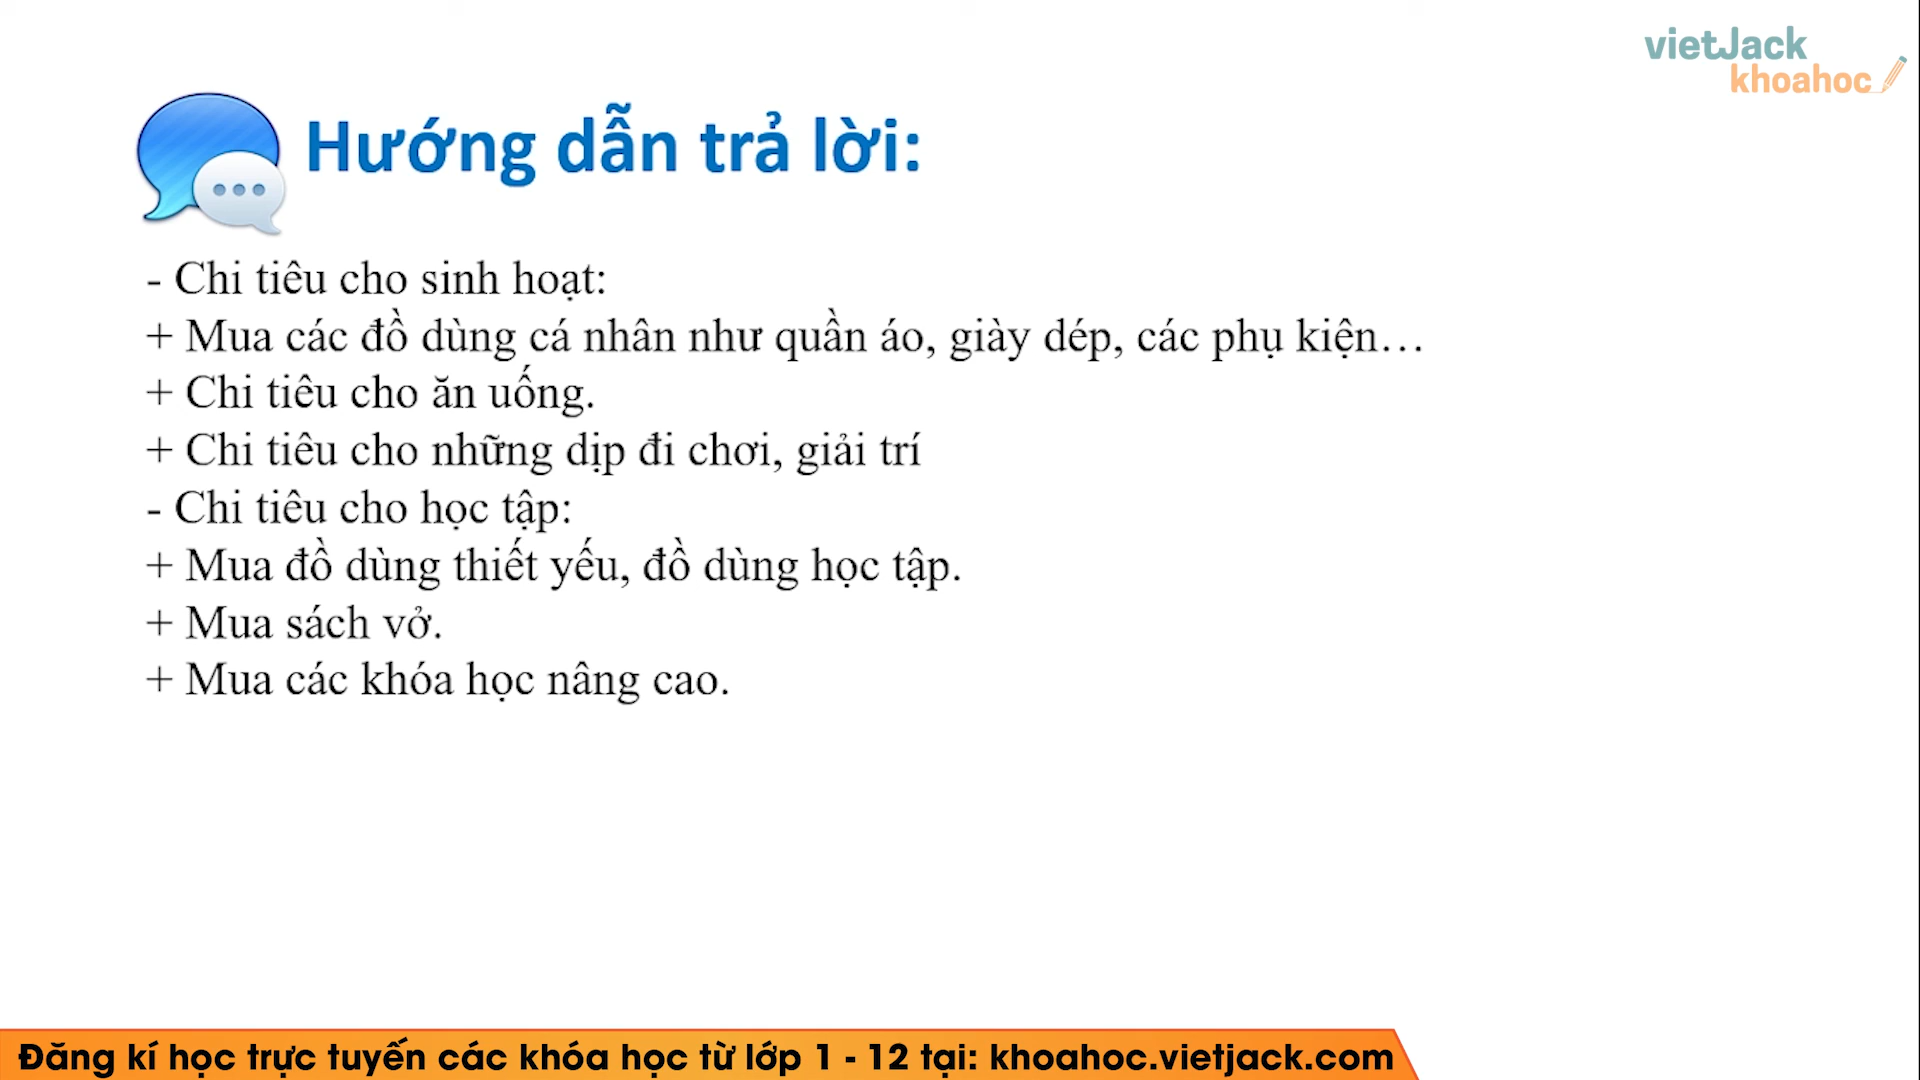 vietJack
khoahoc
Hướng dẫn trả lời:
- Chi tiêu cho sinh hoạt:
+ Mua các đồ dùng cá nhân như quần áo, giày dép, các phụ kiện…
+ Chi tiêu cho ăn uống.
+ Chi tiêu cho những dịp đi chơi, giải trí
- Chi tiêu cho học tập:
+ Mua đồ dùng thiết yếu, đồ dùng học tập.
+ Mua sách vở.
+ Mua các khóa học nâng cao.
Đăng kí học trực tuyến các khóa học từ lớp 1 - 12 tại: khoahoc.vietjack.com